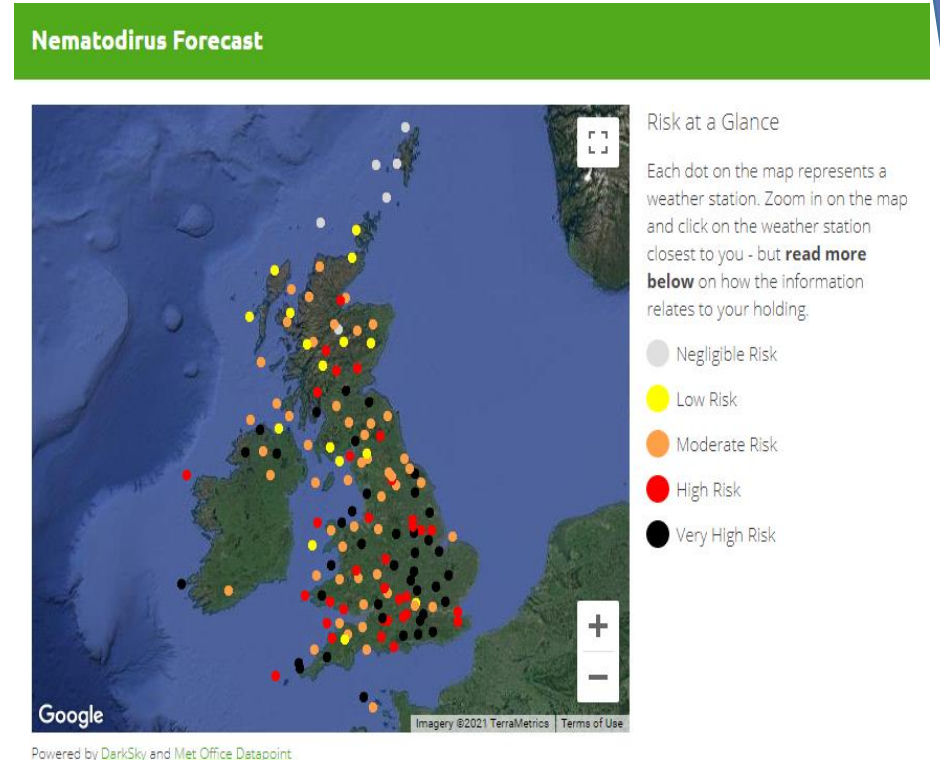 Nematodirus Forecast
Risk at a Glance
Each dot on the map represents a
weather station. Zoom in on the map
and click on the weather station
closest to you - but read more
below on how the information
relates to your holding.
Negligible Risk
Low Risk
Moderate Risk
High Risk
Very High Risk
+
−
Google
Imagery ©2021 TerraMetrics
Terms of Use
Powered by DarkSky and Met Office Datapoint